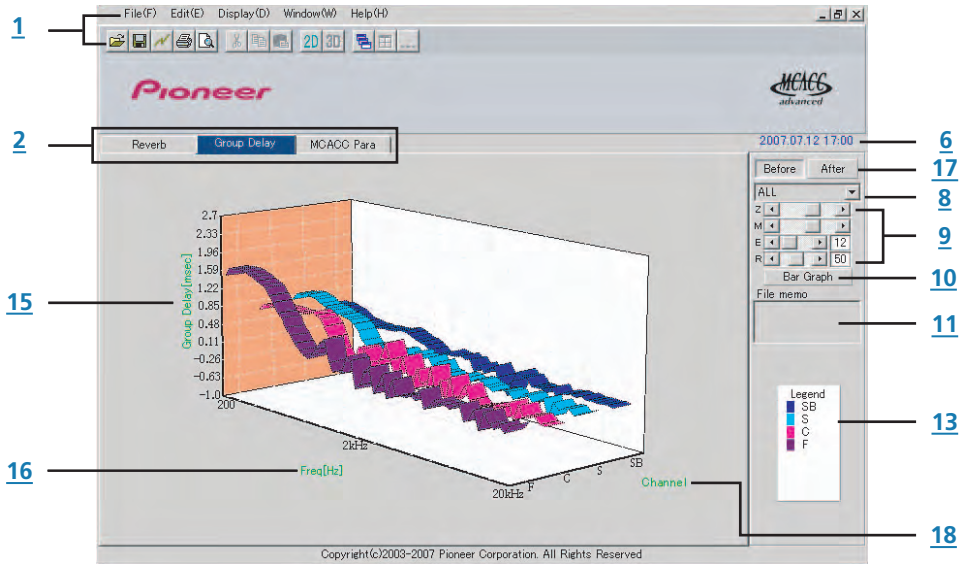 File(F) Edit(E) Display(D) Window(W) Help(H)
1
2D 3D
Pioneer
MCACC
advanced
2
Reverb Group Delay MCACC Para
2007.07.12 17:00
6
Before After
17
ALL
8
Z
M
9
E 12
R 50
Bar Graph
10
File memo
11
2.7
2.33
1.96
1.59
1.22
0.85
0.48
0.11
-0.26
-0.63
-1.0
Group Delay[msec]
15
200
2kHz
20kHz
Freq[Hz]
16
F C S SB
Channel
18
Legend
SB
S
C
F
13
Copyright(c)2003-2007 Pioneer Corporation. All Rights Reserved